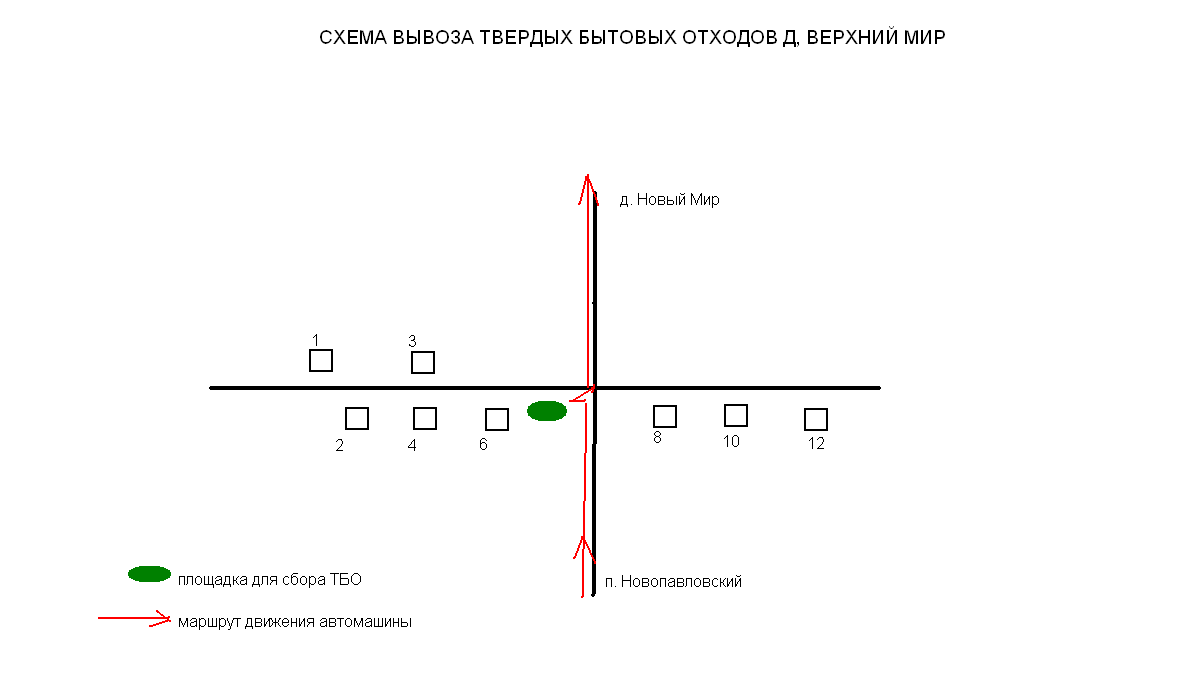 СХЕМА ВЫВОЗА ТВЕРДЫХ БЫТОВЫХ ОТХОДОВ Д, ВЕРХНИЙ МИР
д. Новый Мир
1
3
2
4
6
8
10
12
площадка для сбора ТБО
п. Новопавловский
маршрут движения автомашины